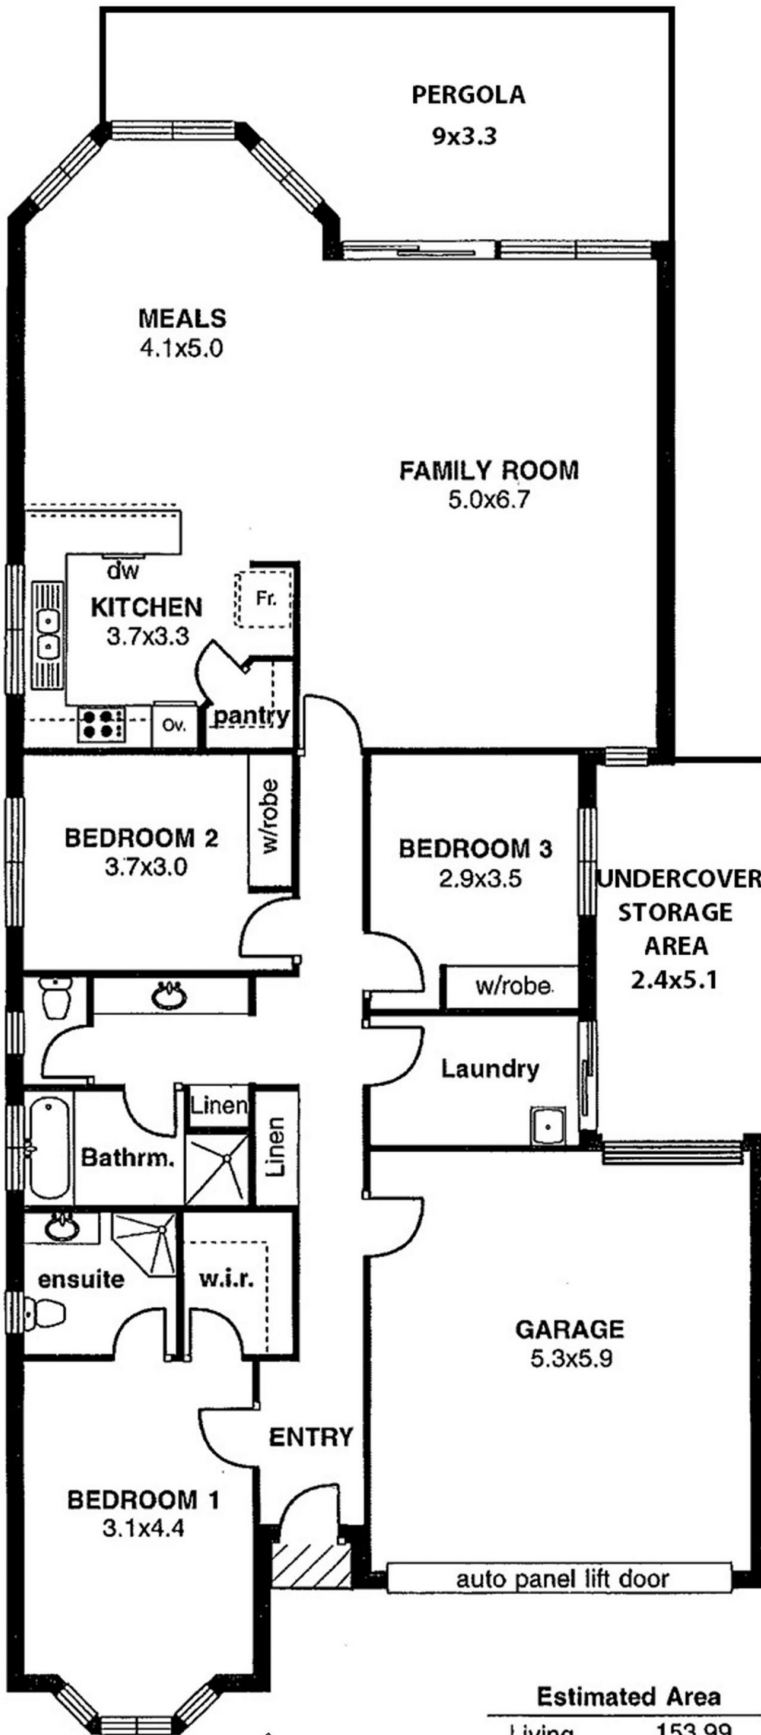 PERGOLA
9x3.3
MEALS
4.1x5.0
FAMILY ROOM
5.0x6.7
dw
KITCHEN
3.7x3.3
Fr.
pantry
Ov.
BEDROOM 2
3.7x3.0
w/robe
BEDROOM 3
2.9x3.5
w/robe
UNDERCOVER
STORAGE
AREA
2.4x5.1
Laundry
Linen
Linen
Bathrm.
ensuite
w.i.r.
GARAGE
5.3x5.9
ENTRY
BEDROOM 1
3.1x4.4
auto panel lift door
Estimated Area
Living 153.99